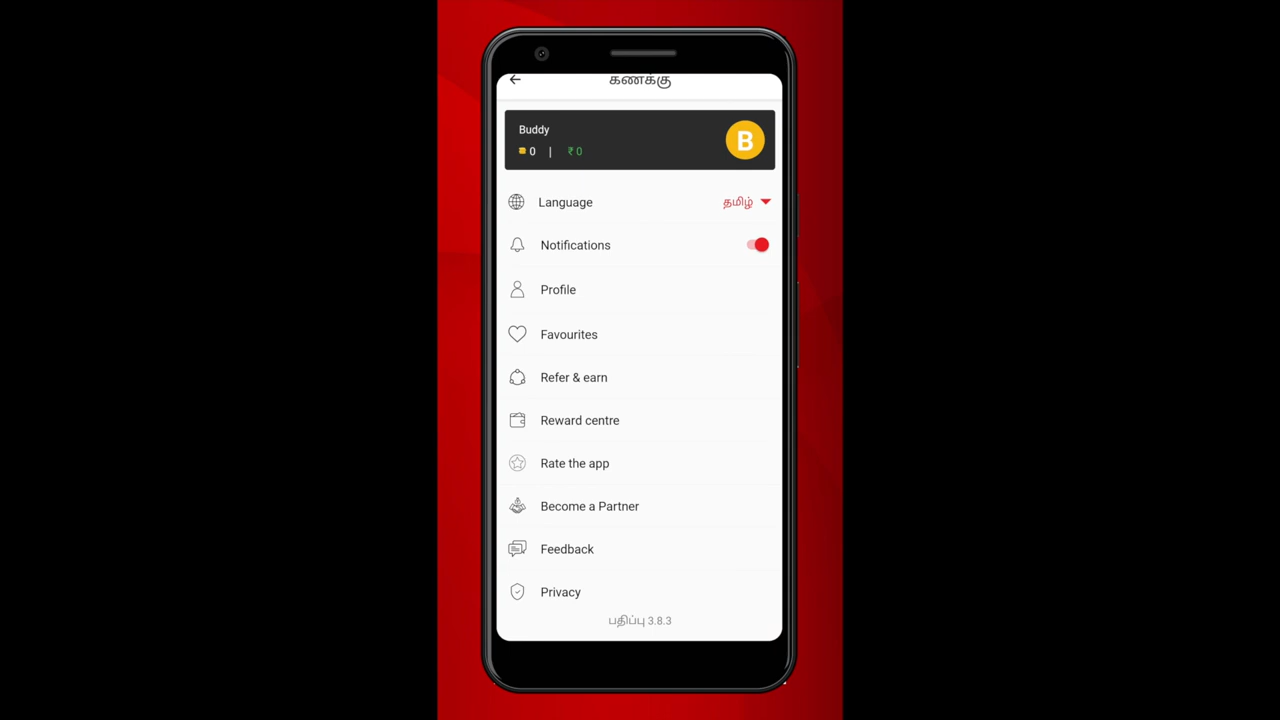 கணக்கு
Buddy
B
0 | ₹ 0
Language தமிழ்
Notifications
Profile
Favourites
Refer & earn
Reward centre
Rate the app
Become a Partner
Feedback
Privacy
பதிப்பு 3.8.3